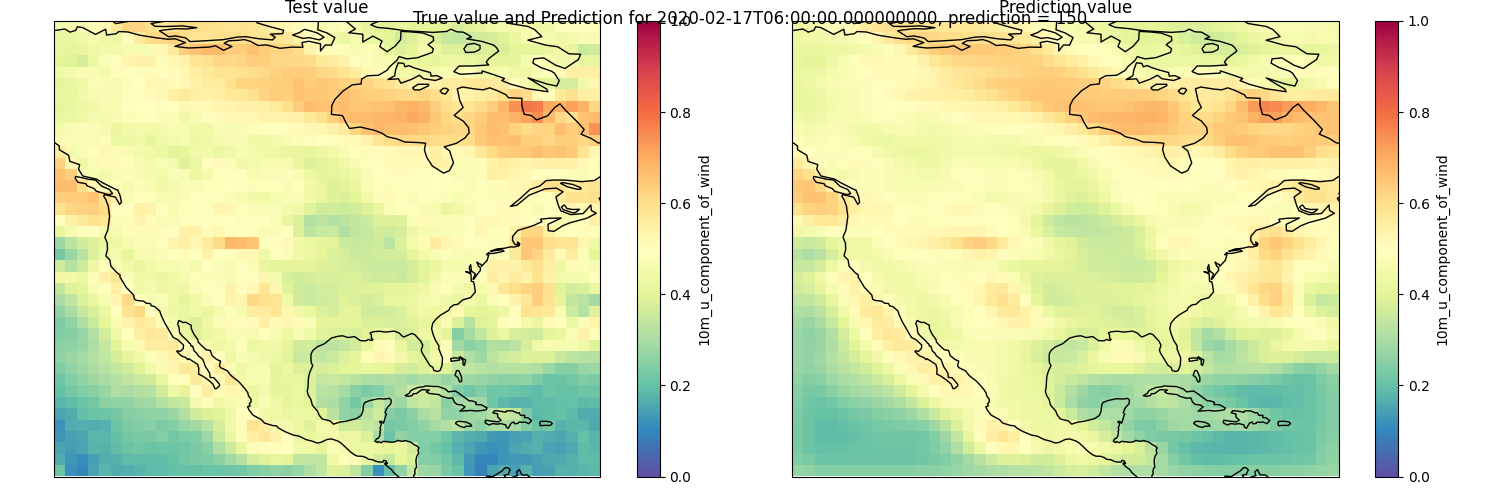 Test value
True value and Prediction for 2020-02-17T06:00:00.000000000, prediction = 150
Prediction value
1.0
0.8
0.6
0.4
0.2
0.0
10m_u_component_of_wind
1.0
0.8
0.6
0.4
0.2
0.0
10m_u_component_of_wind